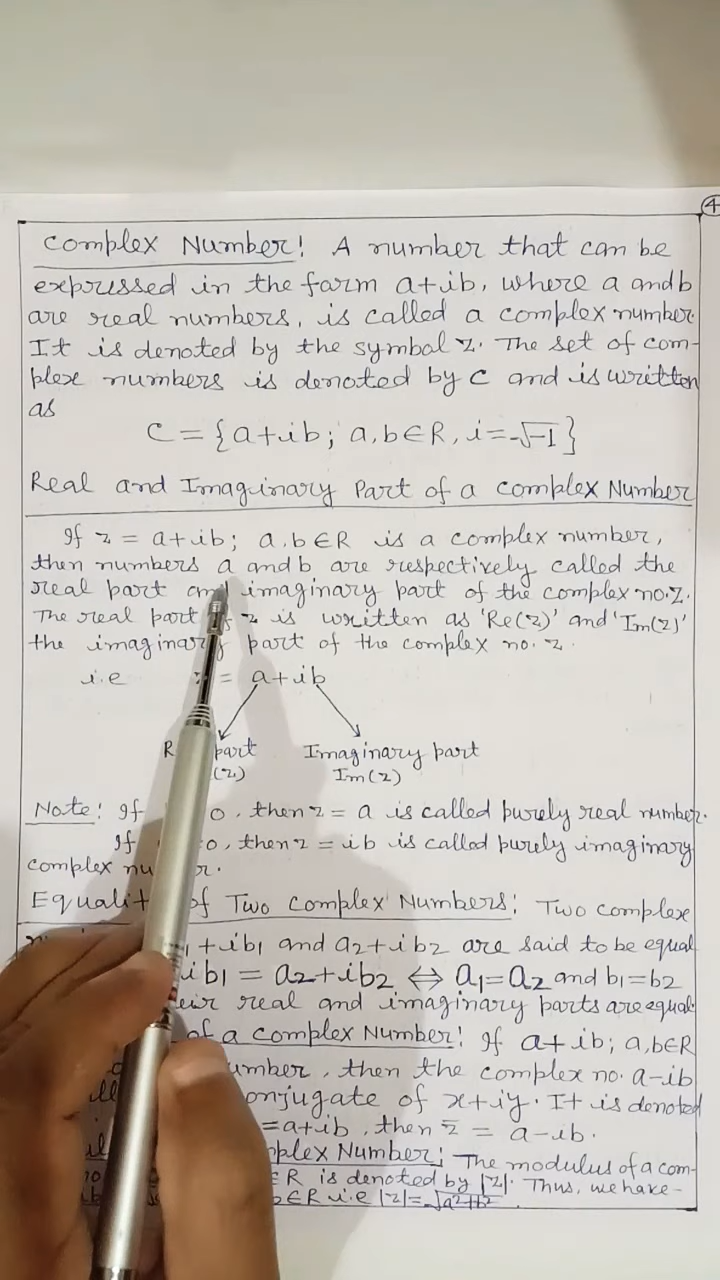 4
Complex Number: A number that can be
expressed in the form a+ib, where a and b
are real numbers, is called a complex number.
It is denoted by the symbol z. The set of com-
plex numbers is denoted by C and is written
as
C = {a+ib; a,b∈R, i=√-1}
Real and Imaginary Part of a Complex Number
If z = a+ib; a,b∈R is a complex number,
then numbers a and b are respectively called the
real part and imaginary part of the complex no. z.
The real part z is written as 'Re(z)' and 'Im(z)'
the imaginary part of the complex no. z
i.e = a+ib
part Imaginary part
(z) Im(z)
Note: If 0, then z = a is called purely real number.
If =0, then z = ib is called purely imaginary
complex
Equality of Two Complex Numbers: Two complex
+ib1 and a2+ib2 are said to be equal
ib1 = a2+ib2 ⇔ a1=a2 and b1=b2
real and imaginary parts are equal.
of a Complex Number: If a+ib; a,b∈R
then the complex no. a-ib
of x+iy. It is denoted
=a+ib, then z̅ = a-ib.
Number: The modulus of a com-
∈R is denoted by |z|. Thus, we have-
b∈R i.e |z|=√a²+b²